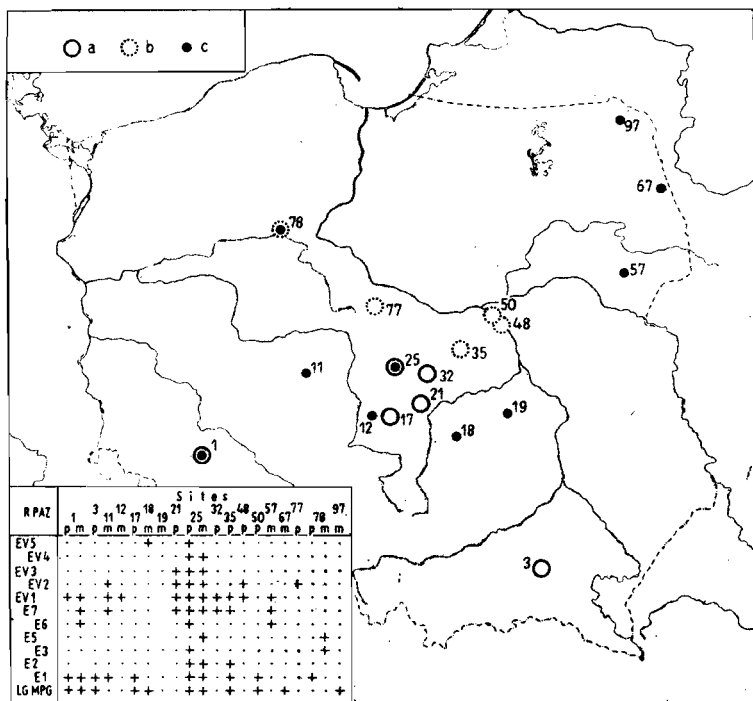 a b c
97
67
78
57
50
77
48
35
25
11
32
21
12 17
19
18
1
3
Sites
R PAZ 1 3 11 12 17 18 19 21 25 32 35 48 50 57 67 77 78 97
p m p m m p m m p p m p p p p m m p p m m
EV5 . . . . . . + . . + . . . . . . . . . . .
EV4 . . . . . . . . . + + . . . . . . . . . .
EV3 . . . . . . . . + + + . . . . . . . . . .
EV2 . . . + . . . . + + + . . + . . . + . . .
EV1 + + . + + . . . + + + + + + . + . . . . .
E7 . + . + . . . . + + + + + . . + . . . . .
E6 . + . . . . . . . + . . . . . + . . . . .
E5 . . . . . . . . . . + . . . . . . . . + .
E3 . . . . . . . . . + . . . . . . . . . + .
E2 . . . . . . . . . + + . + . . . . . . . .
E1 + + + + . + . . . + + . + . + . . . + . .
LG MPG + + + + . + + . . + + . + . + . + . . . +